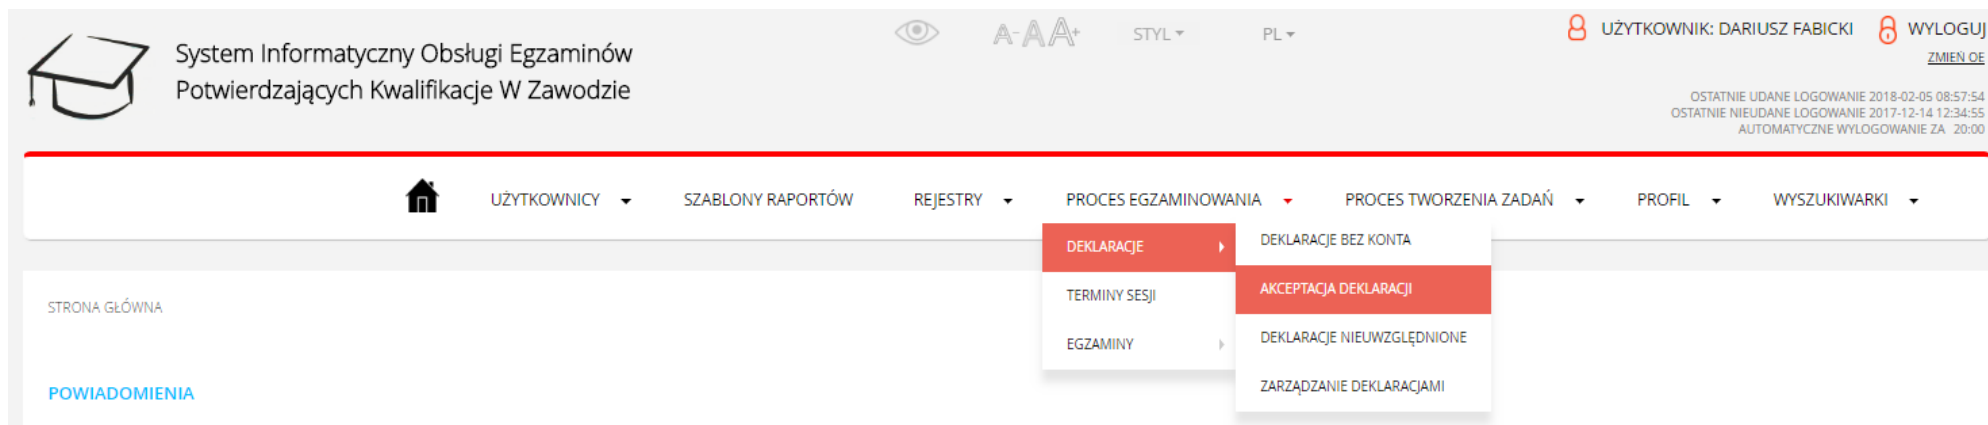 System Informatyczny Obsługi Egzaminów
Potwierdzających Kwalifikacje W Zawodzie
A- A A+
STYL
PL
UŻYTKOWNIK: DARIUSZ FABICKI
WYLOGUJ
ZMIEŃ OE
OSTATNIE UDANE LOGOWANIE 2018-02-05 08:57:54
OSTATNIE NIEUDANE LOGOWANIE 2017-12-14 12:34:55
AUTOMATYCZNE WYLOGOWANIE ZA 20:00
UŻYTKOWNICY
SZABLONY RAPORTÓW
REJESTRY
PROCES EGZAMINOWANIA
PROCES TWORZENIA ZADAŃ
PROFIL
WYSZUKIWARKI
DEKLARACJE
TERMINY SESJI
EGZAMINY
DEKLARACJE BEZ KONTA
AKCEPTACJA DEKLARACJI
DEKLARACJE NIEUWZGLĘDNIONE
ZARZĄDZANIE DEKLARACJAMI
STRONA GŁÓWNA
POWIADOMIENIA